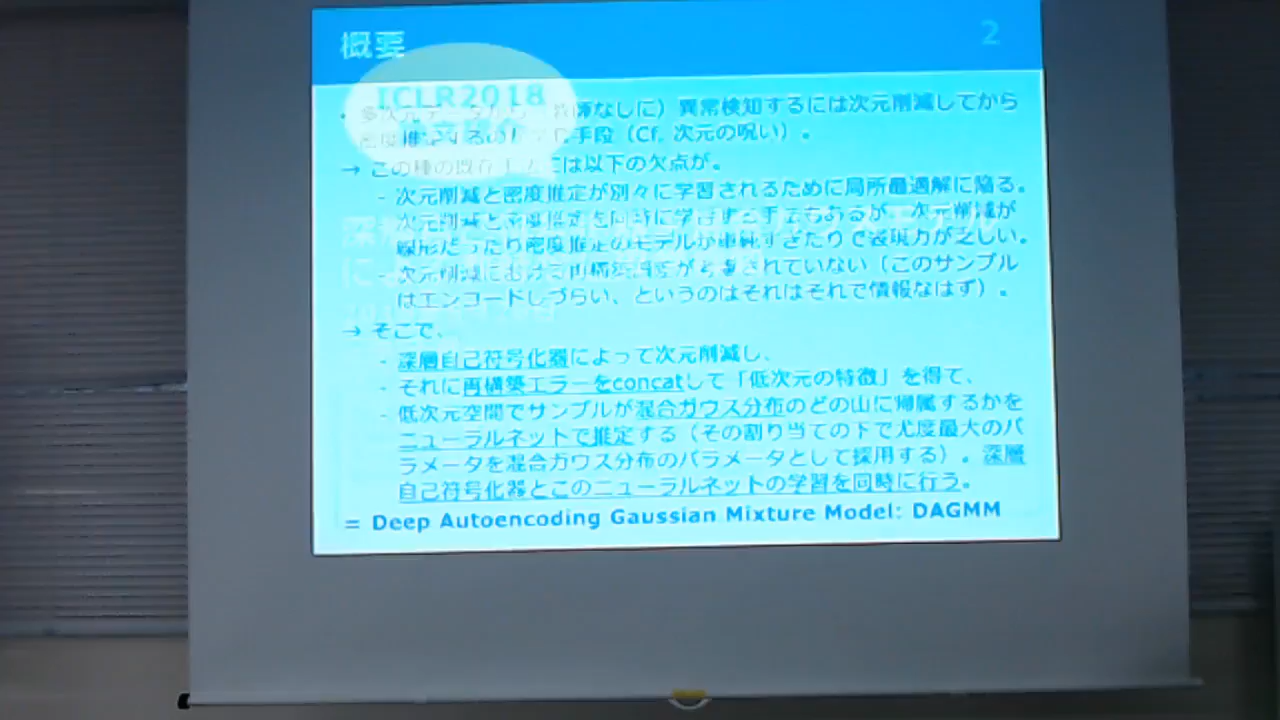 概要
2
ICLR2018
・多次元データから（教師なしに）異常検知するには次元削減してから
密度推定するの 手段（Cf. 次元の呪い）。
→ この種の既存手法には以下の欠点が。
- 次元削減と密度推定が別々に学習されるために局所最適解に陥る。
次元削減と密度推定を同時に学習する手法もあるが、次元削減が
線形だったり密度推定のモデルが単純すぎたりで表現力が乏しい。
- 次元削減における再構築誤差が考慮されていない（このサンプル
はエンコードしづらい、というのはそれはそれで情報なはず）。
→ そこで、
- 深層自己符号化器によって次元削減し、
- それに再構築エラーをconcatして「低次元の特徴」を得て、
- 低次元空間でサンプルが混合ガウス分布のどの山に帰属するかを
ニューラルネットで推定する（その割り当ての下で尤度最大のパ
ラメータを混合ガウス分布のパラメータとして採用する）。深層
自己符号化器とこのニューラルネットの学習を同時に行う。
= Deep Autoencoding Gaussian Mixture Model: DAGMM